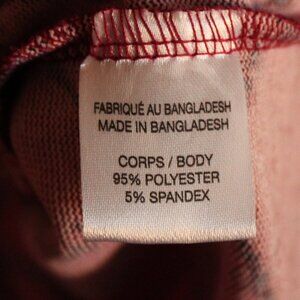 FABRIQUÉ AU BANGLADESH
MADE IN BANGLADESH
CORPS / BODY
95% POLYESTER
5% SPANDEX